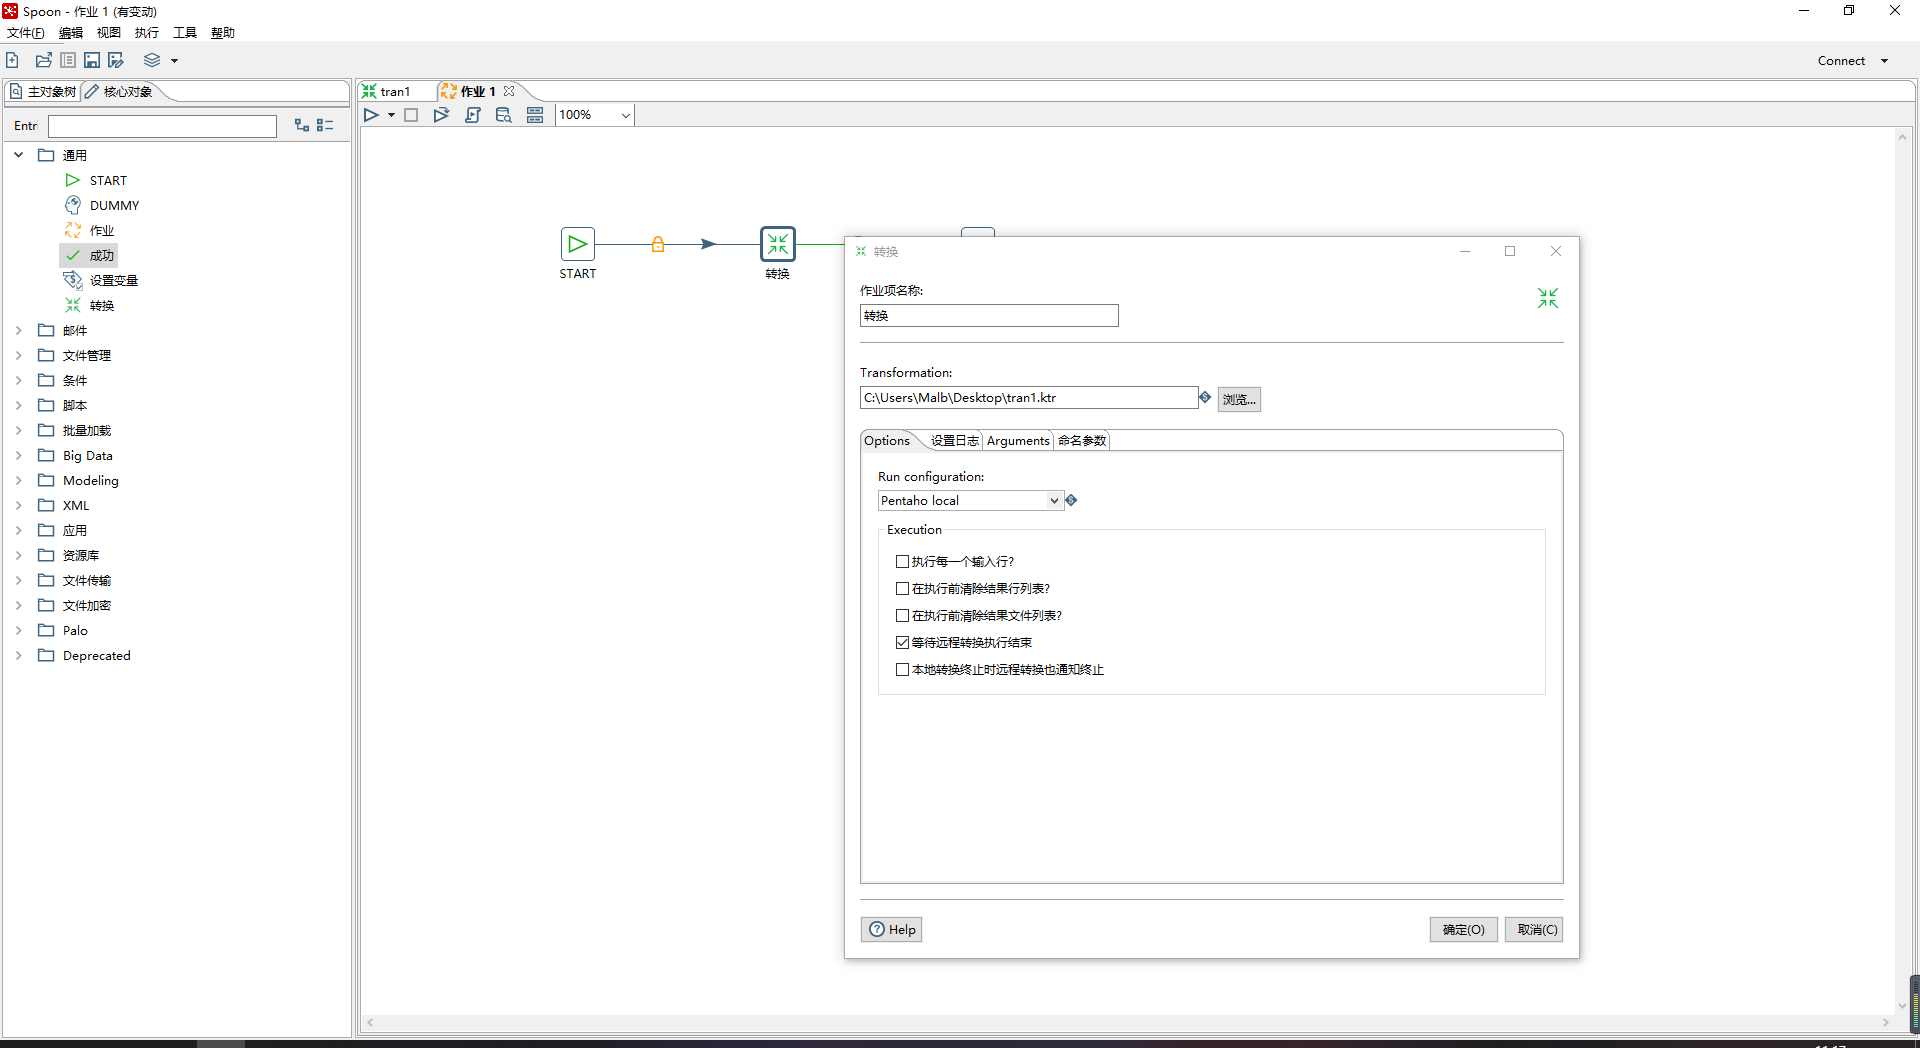 Spoon - 作业 1 (有变动)
文件(F) 编辑 视图 执行 工具 帮助
Connect
主对象树 核心对象
tran1 作业 1
100%
Entr
通用
START
DUMMY
作业
成功
设置变量
转换
邮件
文件管理
条件
脚本
批量加载
Big Data
Modeling
XML
应用
资源库
文件传输
文件加密
Palo
Deprecated
START
转换
转换
作业项名称:
转换
Transformation:
C:\Users\Malb\Desktop\tran1.ktr
浏览...
Options 设置日志 Arguments 命名参数
Run configuration:
Pentaho local
Execution
执行每一个输入行?
在执行前清除结果行列表?
在执行前清除结果文件列表?
等待远程转换执行结束
本地转换终止时远程转换也通知终止
Help
确定(O) 取消(C)